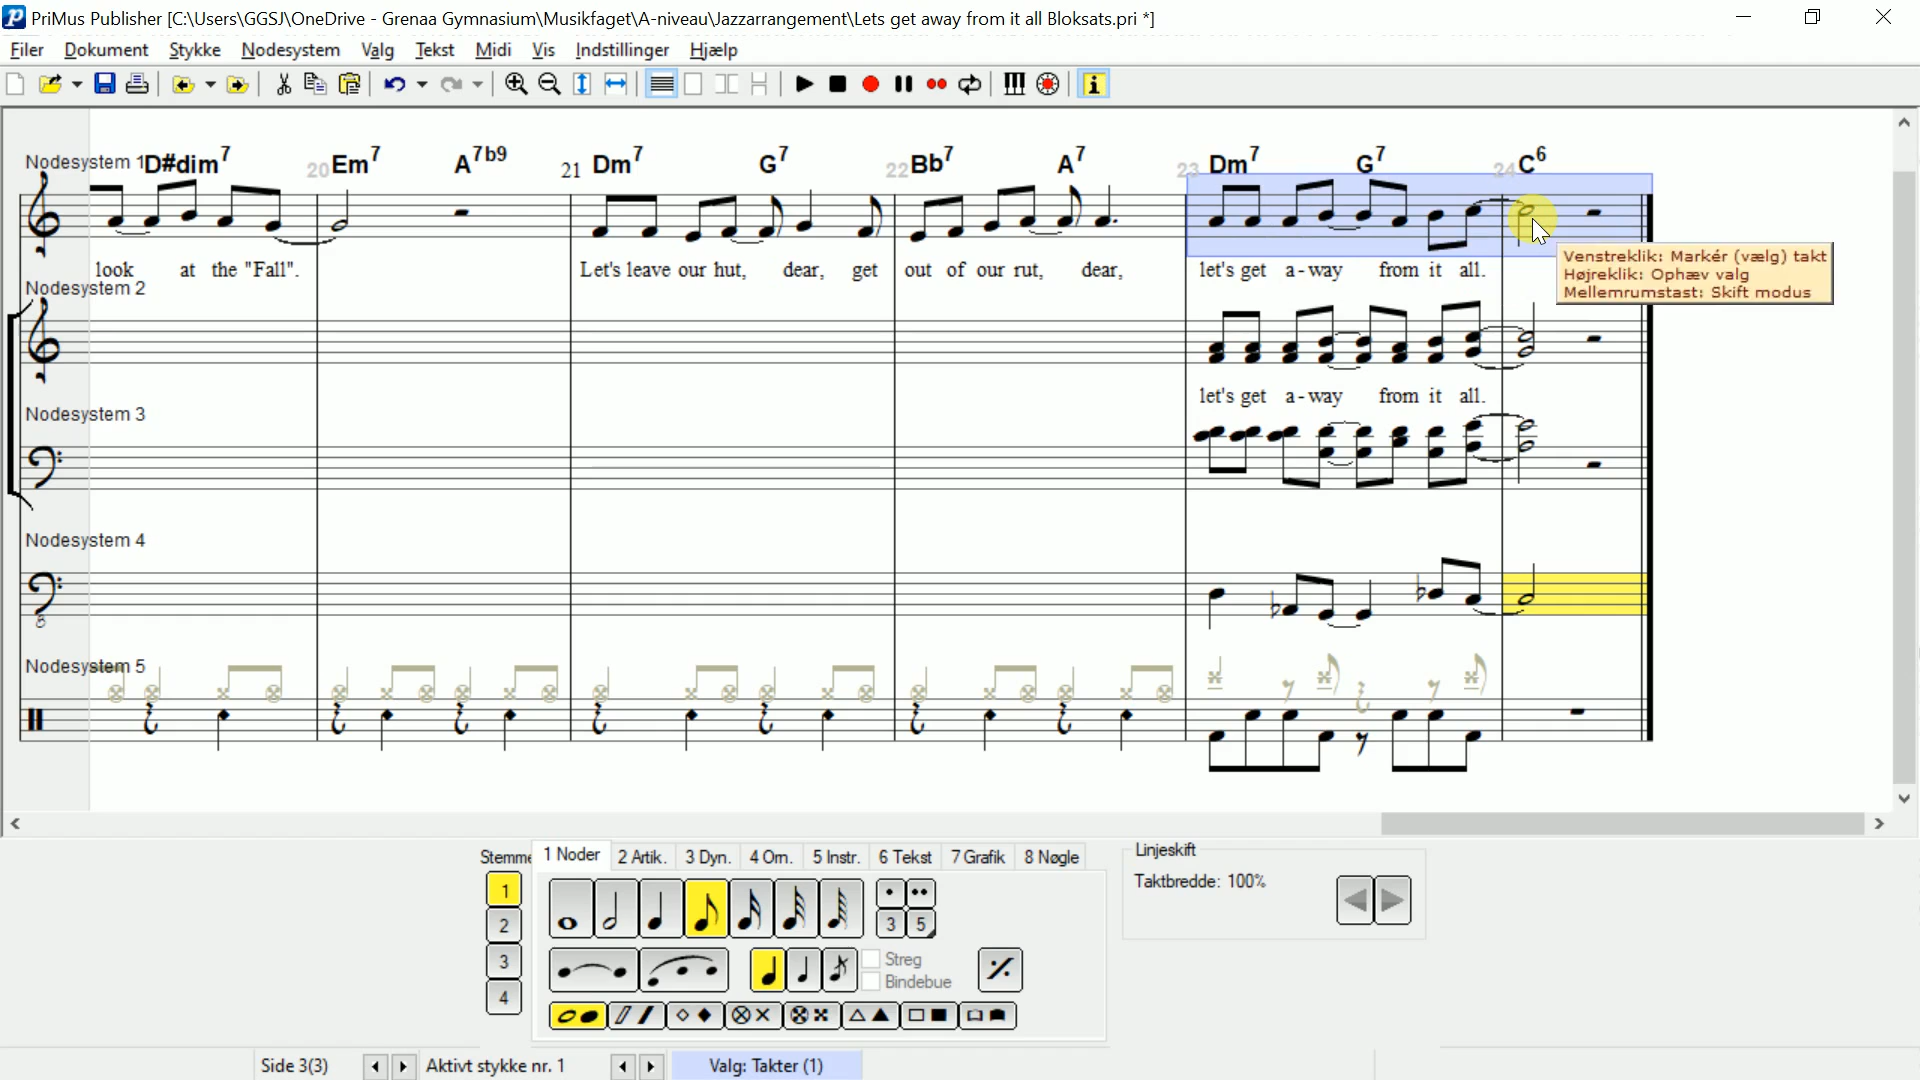 PriMus Publisher [C:\Users\GGSJ\OneDrive - Grenaa Gymnasium\Musikfaget\A-niveau\Jazzarrangement\Lets get away from it all Bloksats.pri *]
Filer Dokument Stykke Nodesystem Valg Tekst Midi Vis Indstillinger Hjælp
Nodesystem 1 D#dim7 20 Em7 A7b9 21 Dm7 G7 22 Bb7 A7 23 Dm7 G7 24 C6
look at the "Fall". Let's leave our hut, dear, get out of our rut, dear, let's get a-way from it all.
Venstreklik: Markér (vælg) takt
Højreklik: Ophæv valg
Mellemrumstast: Skift modus
Nodesystem 2
let's get a-way from it all.
Nodesystem 3
Nodesystem 4
8
Nodesystem 5
Stemme 1 Noder 2 Artik. 3 Dyn. 4 Om. 5 Instr. 6 Tekst 7 Grafik 8 Nøgle
Linjeskift
Taktbredde: 100%
1
2
3
4
3 5
Streg
Bindebue
Side 3(3) Aktivt stykke nr. 1 Valg: Takter (1)